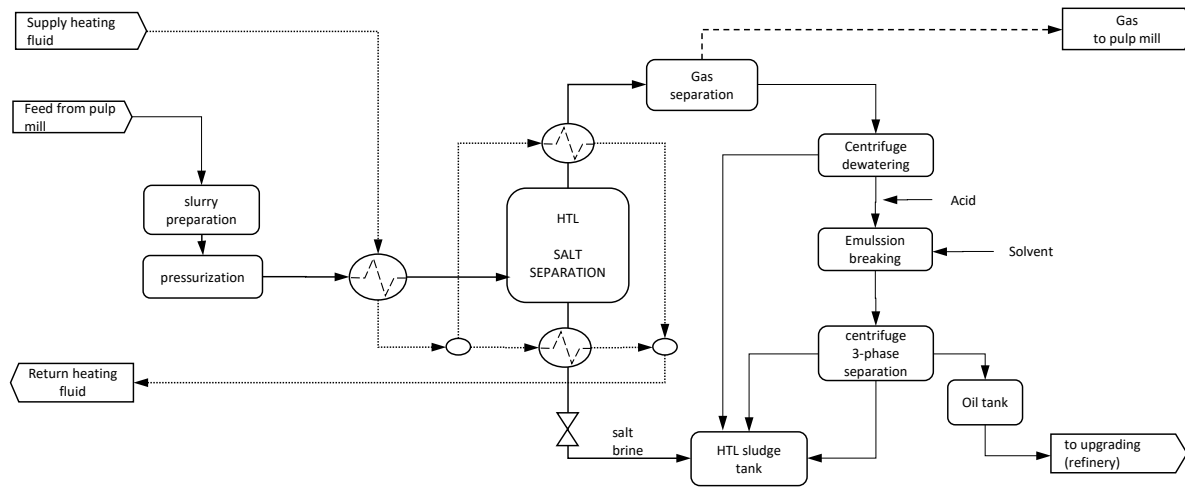 Supply heating
fluid
Gas
to pulp mill
Gas
separation
Feed from pulp
mill
Centrifuge
dewatering
slurry
preparation
Acid
HTL
SALT
SEPARATION
Emulssion
breaking
Solvent
pressurization
centrifuge
3-phase
separation
Return heating
fluid
Oil tank
salt
brine
HTL sludge
tank
to upgrading
(refinery)